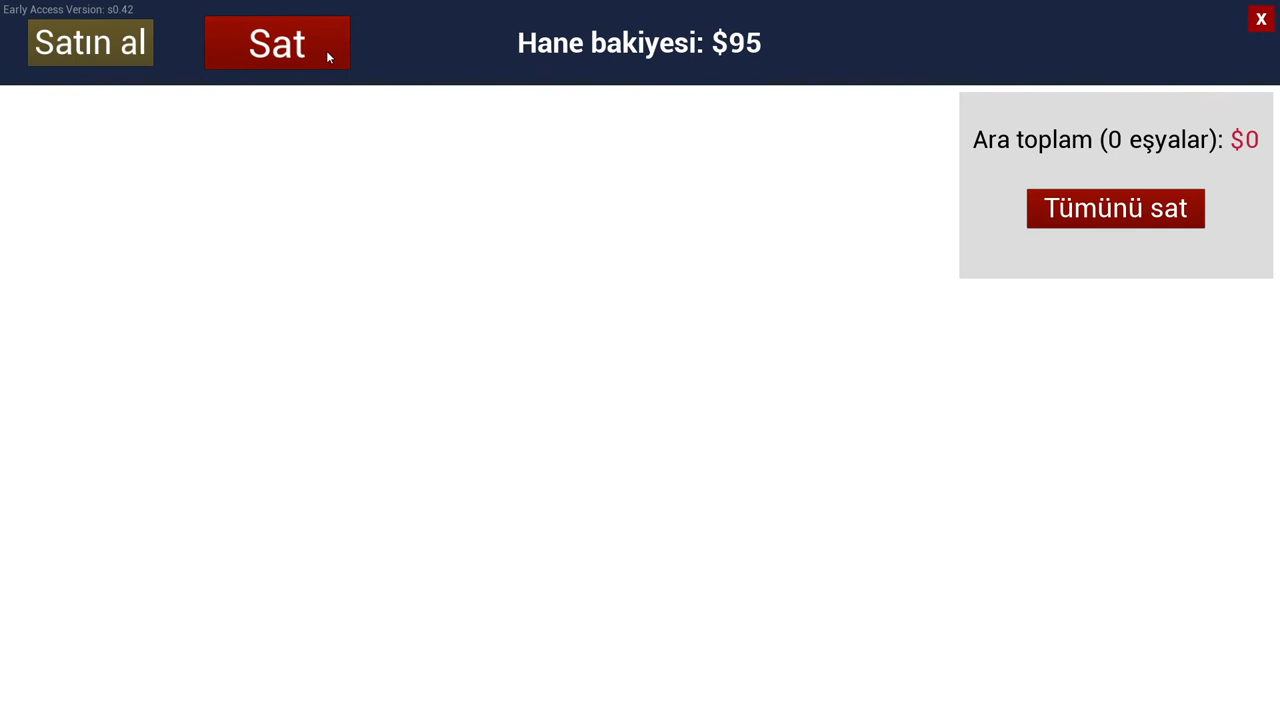 Early Access Version: s0.42
Satın al
Sat
Hane bakiyesi: $95
X
Ara toplam (0 eşyalar): $0
Tümünü sat